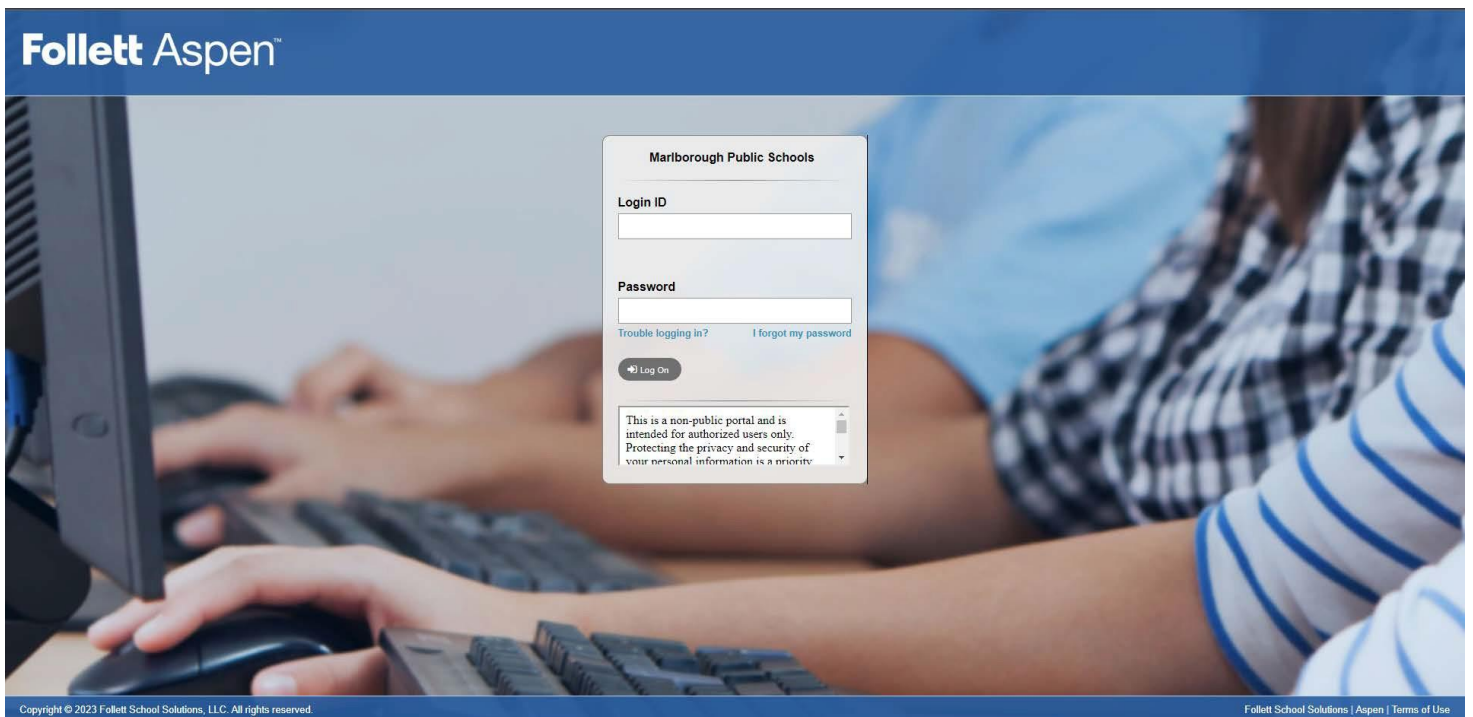 Follett Aspen™
Marlborough Public Schools
Login ID
Password
Trouble logging in? I forgot my password
Log On
This is a non-public portal and is
intended for authorized users only.
Protecting the privacy and security of
your personal information is a priority
Copyright © 2023 Follett School Solutions, LLC. All rights reserved. Follett School Solutions | Aspen | Terms of Use